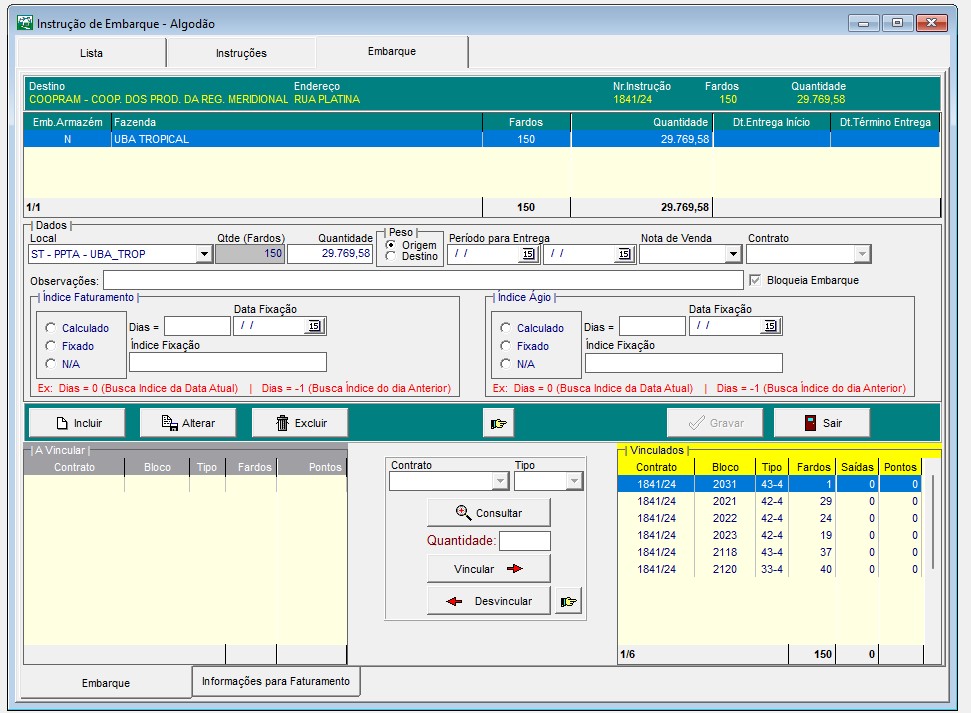 Instrução de Embarque - Algodão
Lista Instruções Embarque
Destino Endereço Nr.Instrução Fardos Quantidade
COOPRAM - COOP. DOS PROD. DA REG. MERIDIONAL RUA PLATINA 1841/24 150 29.769,58
Emb.Armazém Fazenda Fardos Quantidade Dt.Entrega Início Dt.Término Entrega
N UBA TROPICAL 150 29.769,58
1/1 150 29.769,58
Dados
Local Qtde (Fardos) Quantidade Peso Período para Entrega Nota de Venda Contrato
ST - PPTA - UBA_TROP 150 29.769,58 Origem / / 15 / / 15
Destino
Observações: Bloqueia Embarque
Índice Faturamento Índice Ágio
Data Fixação Data Fixação
Calculado Dias = / / 15 Calculado Dias = / / 15
Fixado Índice Fixação Fixado Índice Fixação
N/A N/A
Ex: Dias = 0 (Busca Indice da Data Atual) | Dias = -1 (Busca Índice do dia Anterior) Ex: Dias = 0 (Busca Indice da Data Atual) | Dias = -1 (Busca Índice do dia Anterior)
Incluir Alterar Excluir Gravar Sair
A Vincular Vinculados
Contrato Bloco Tipo Fardos Pontos Contrato Tipo Contrato Bloco Tipo Fardos Saídas Pontos
1841/24 2031 43-4 1 0 0
1841/24 2021 42-4 29 0 0
Consultar 1841/24 2022 42-4 24 0 0
Quantidade: 1841/24 2023 42-4 19 0 0
1841/24 2118 43-4 37 0 0
Vincular 1841/24 2120 33-4 40 0 0
Desvincular
1/6 150 0
Embarque Informações para Faturamento